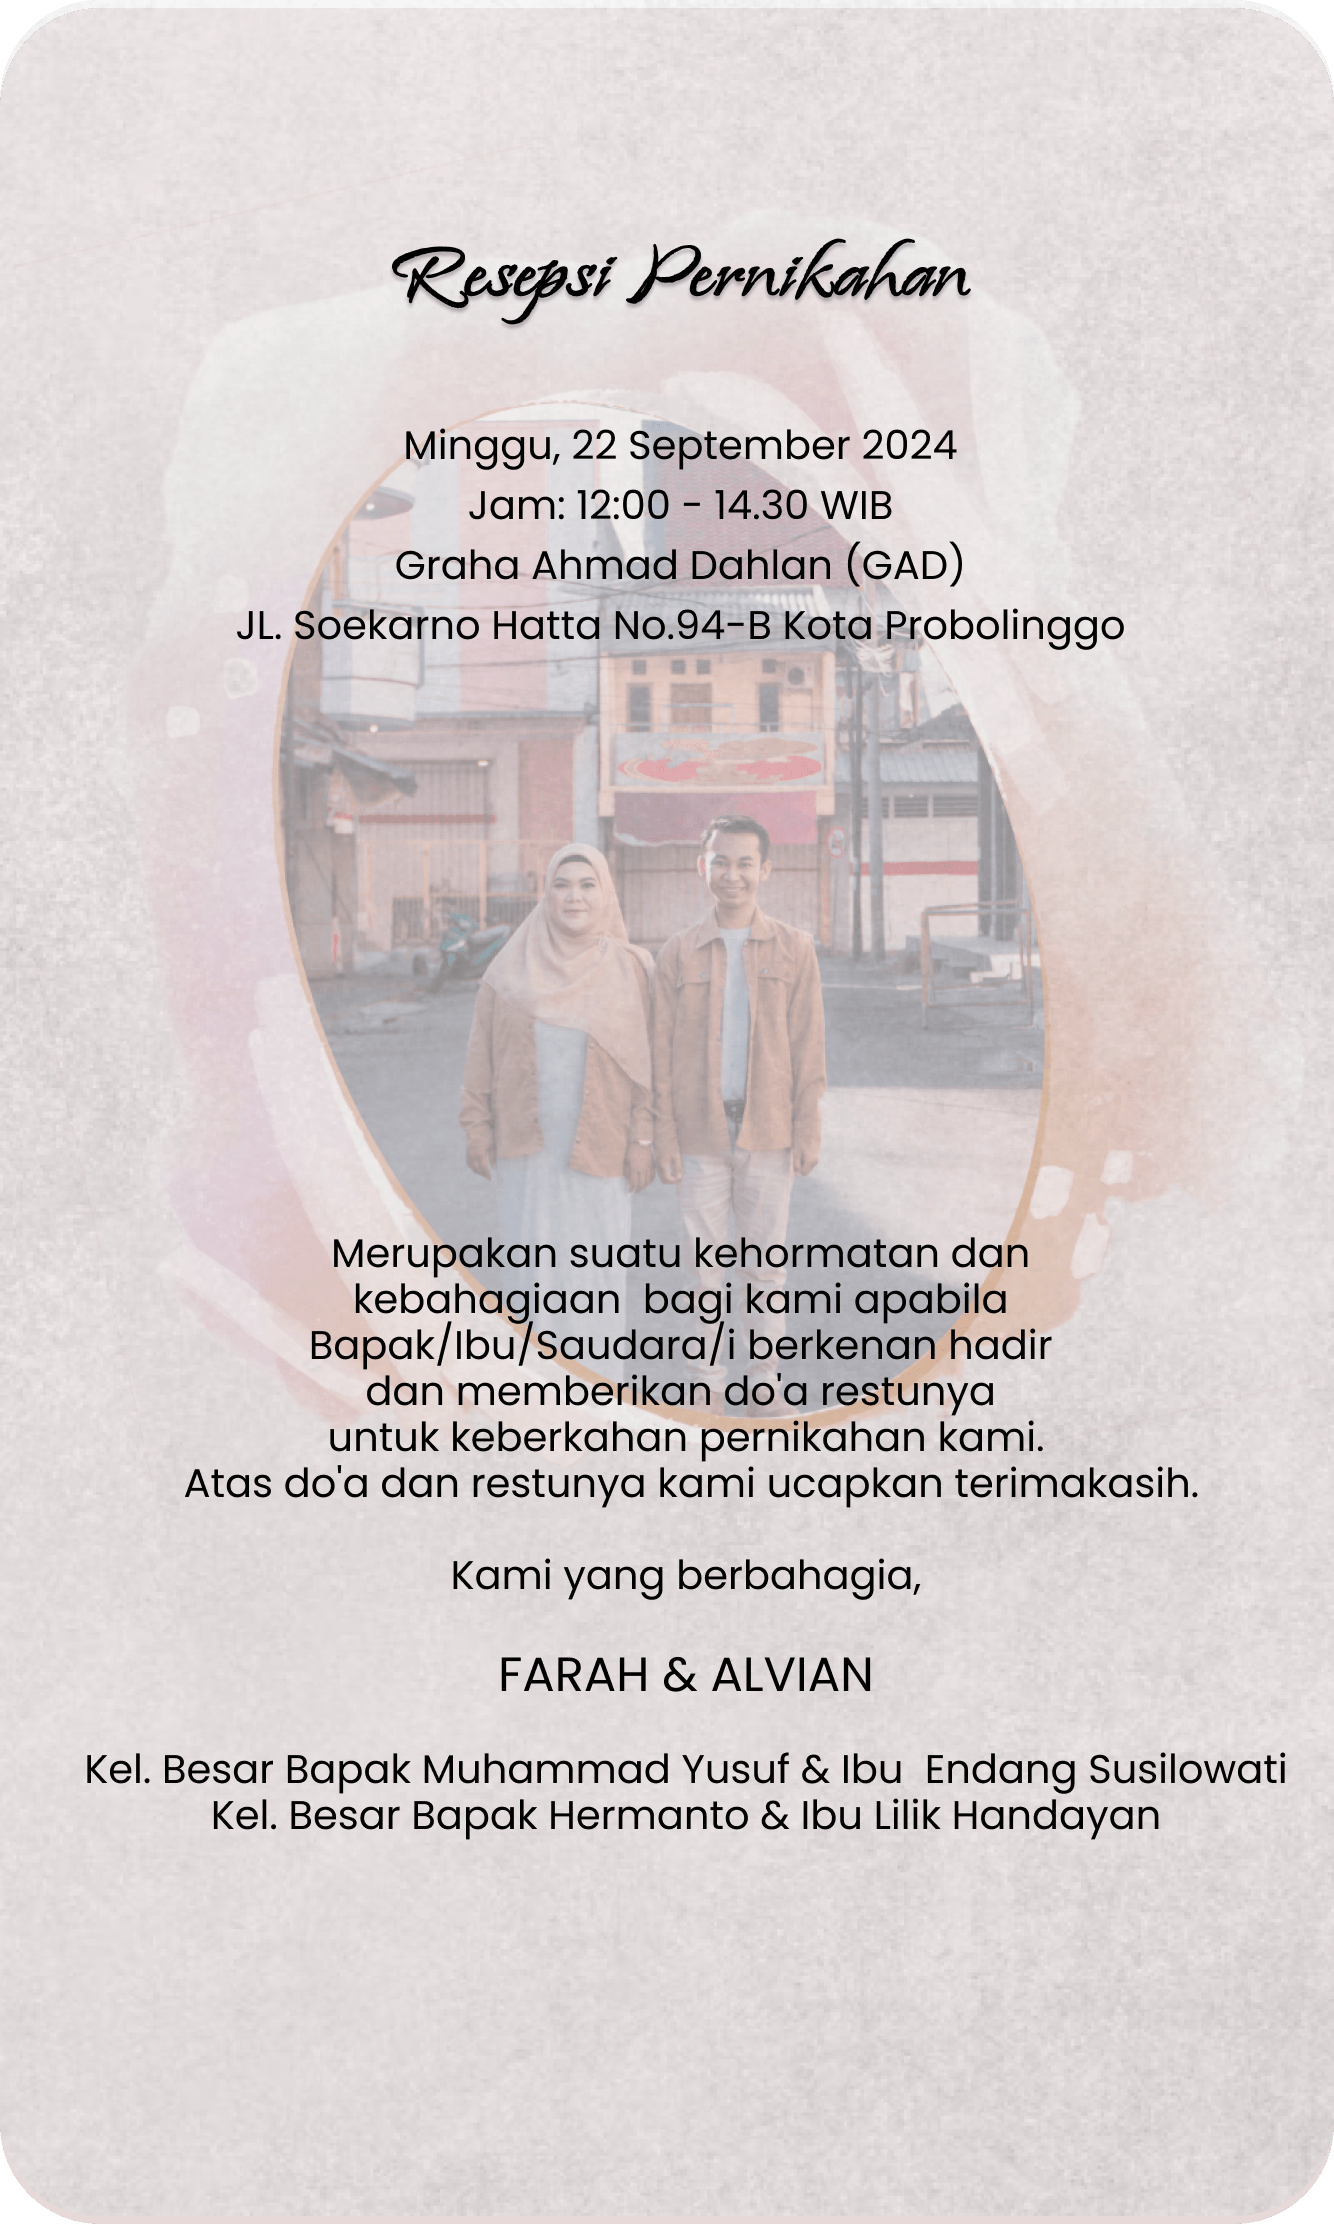 Resepsi Pernikahan
Minggu, 22 September 2024
Jam: 12:00 - 14.30 WIB
Graha Ahmad Dahlan (GAD)
JL. Soekarno Hatta No.94-B Kota Probolinggo
Merupakan suatu kehormatan dan
kebahagiaan  bagi kami apabila
Bapak/Ibu/Saudara/i berkenan hadir
dan memberikan do'a restunya
untuk keberkahan pernikahan kami.
Atas do'a dan restunya kami ucapkan terimakasih.
Kami yang berbahagia,
FARAH & ALVIAN
Kel. Besar Bapak Muhammad Yusuf & Ibu  Endang Susilowati
Kel. Besar Bapak Hermanto & Ibu Lilik Handayan